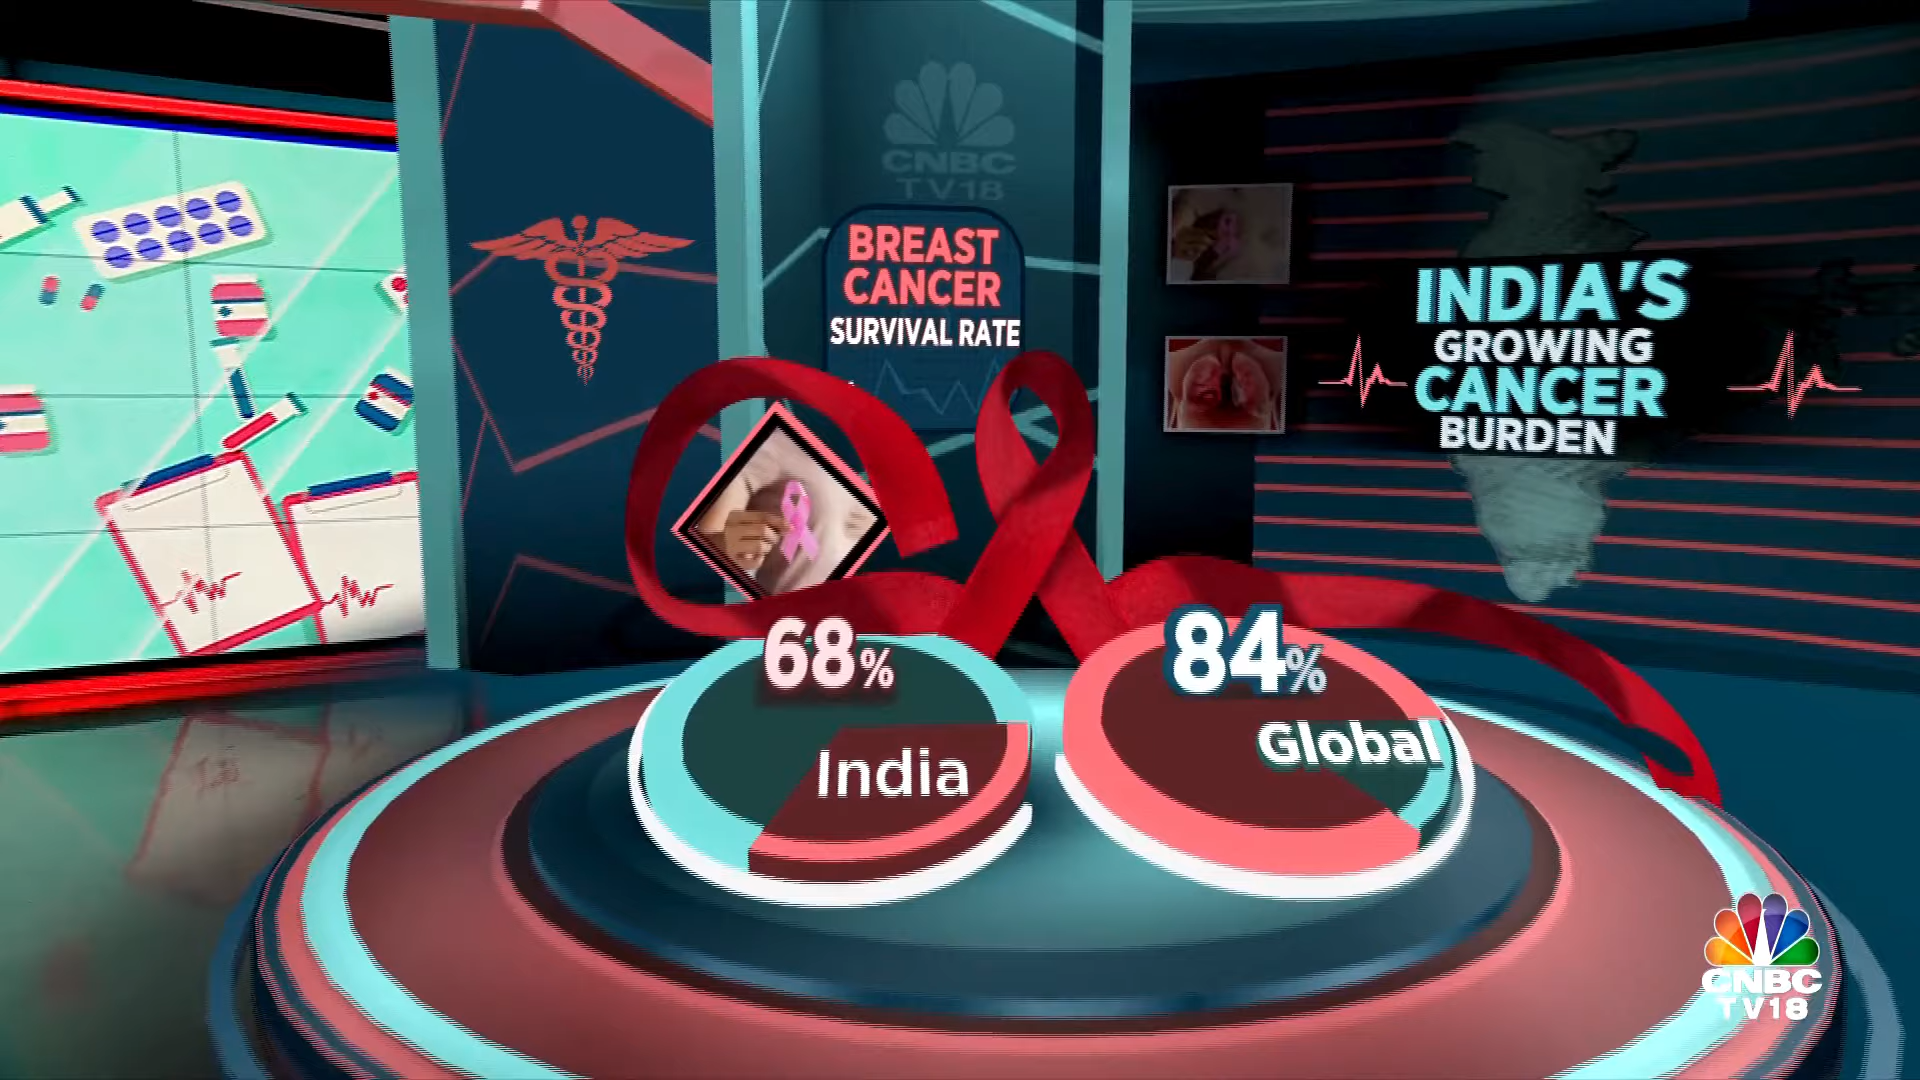 CNBC
TV18
BREAST
CANCER
SURVIVAL RATE
INDIA'S
GROWING
CANCER
BURDEN
68%
India
84%
Global
CNBC
TV18